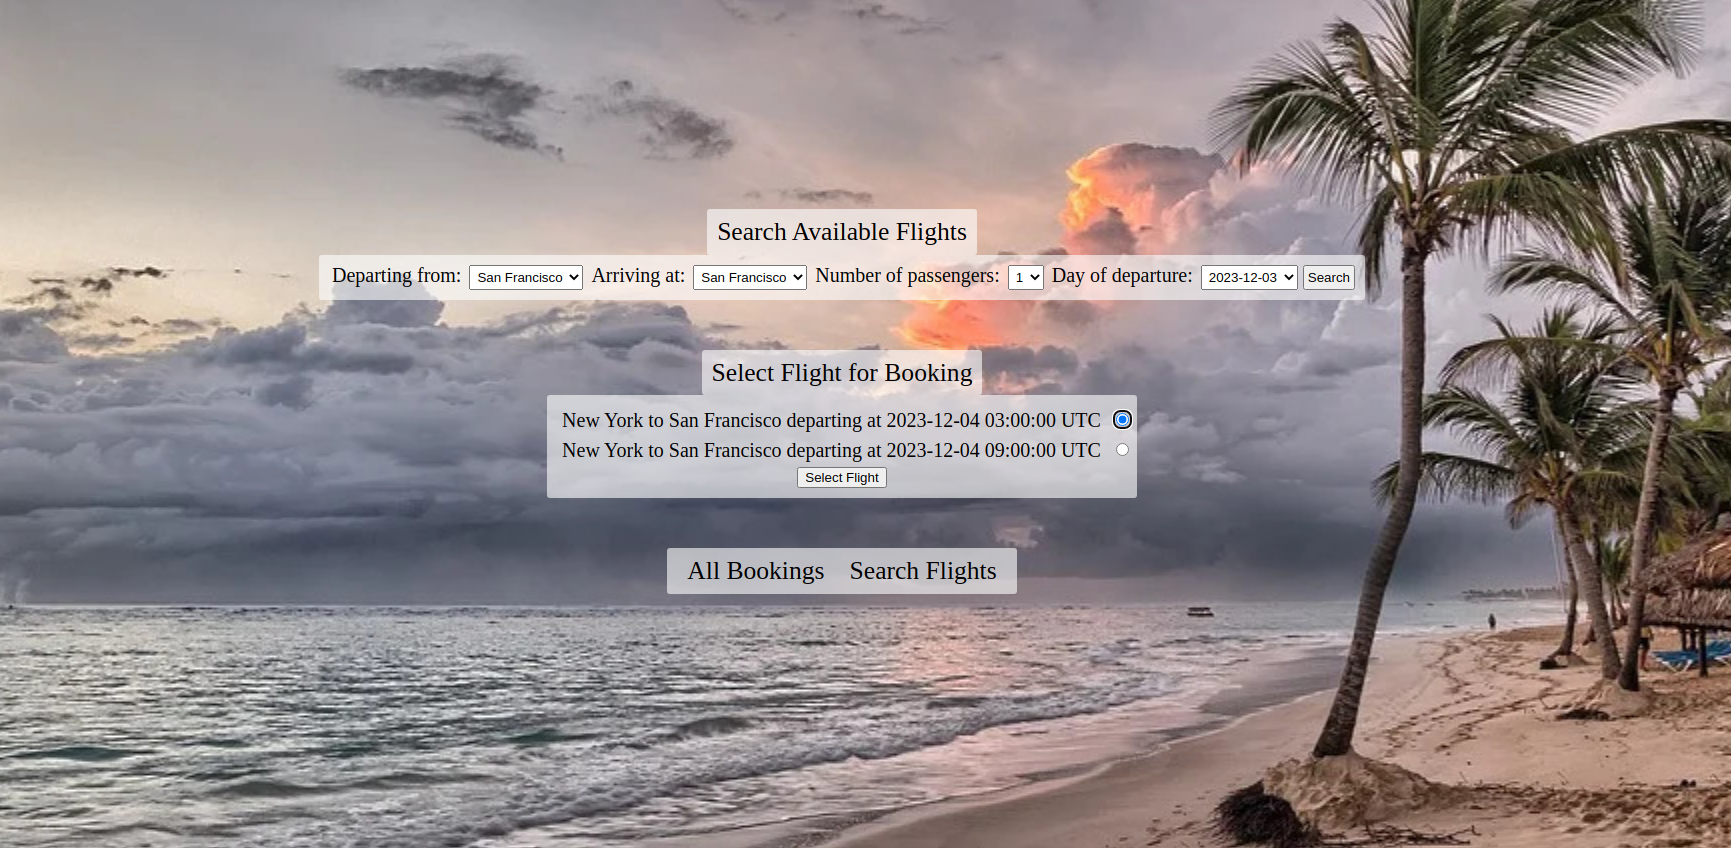 Search Available Flights
Departing from: San Francisco Arriving at: San Francisco Number of passengers: 1 Day of departure: 2023-12-03 Search
Select Flight for Booking
New York to San Francisco departing at 2023-12-04 03:00:00 UTC
New York to San Francisco departing at 2023-12-04 09:00:00 UTC
Select Flight
All Bookings Search Flights